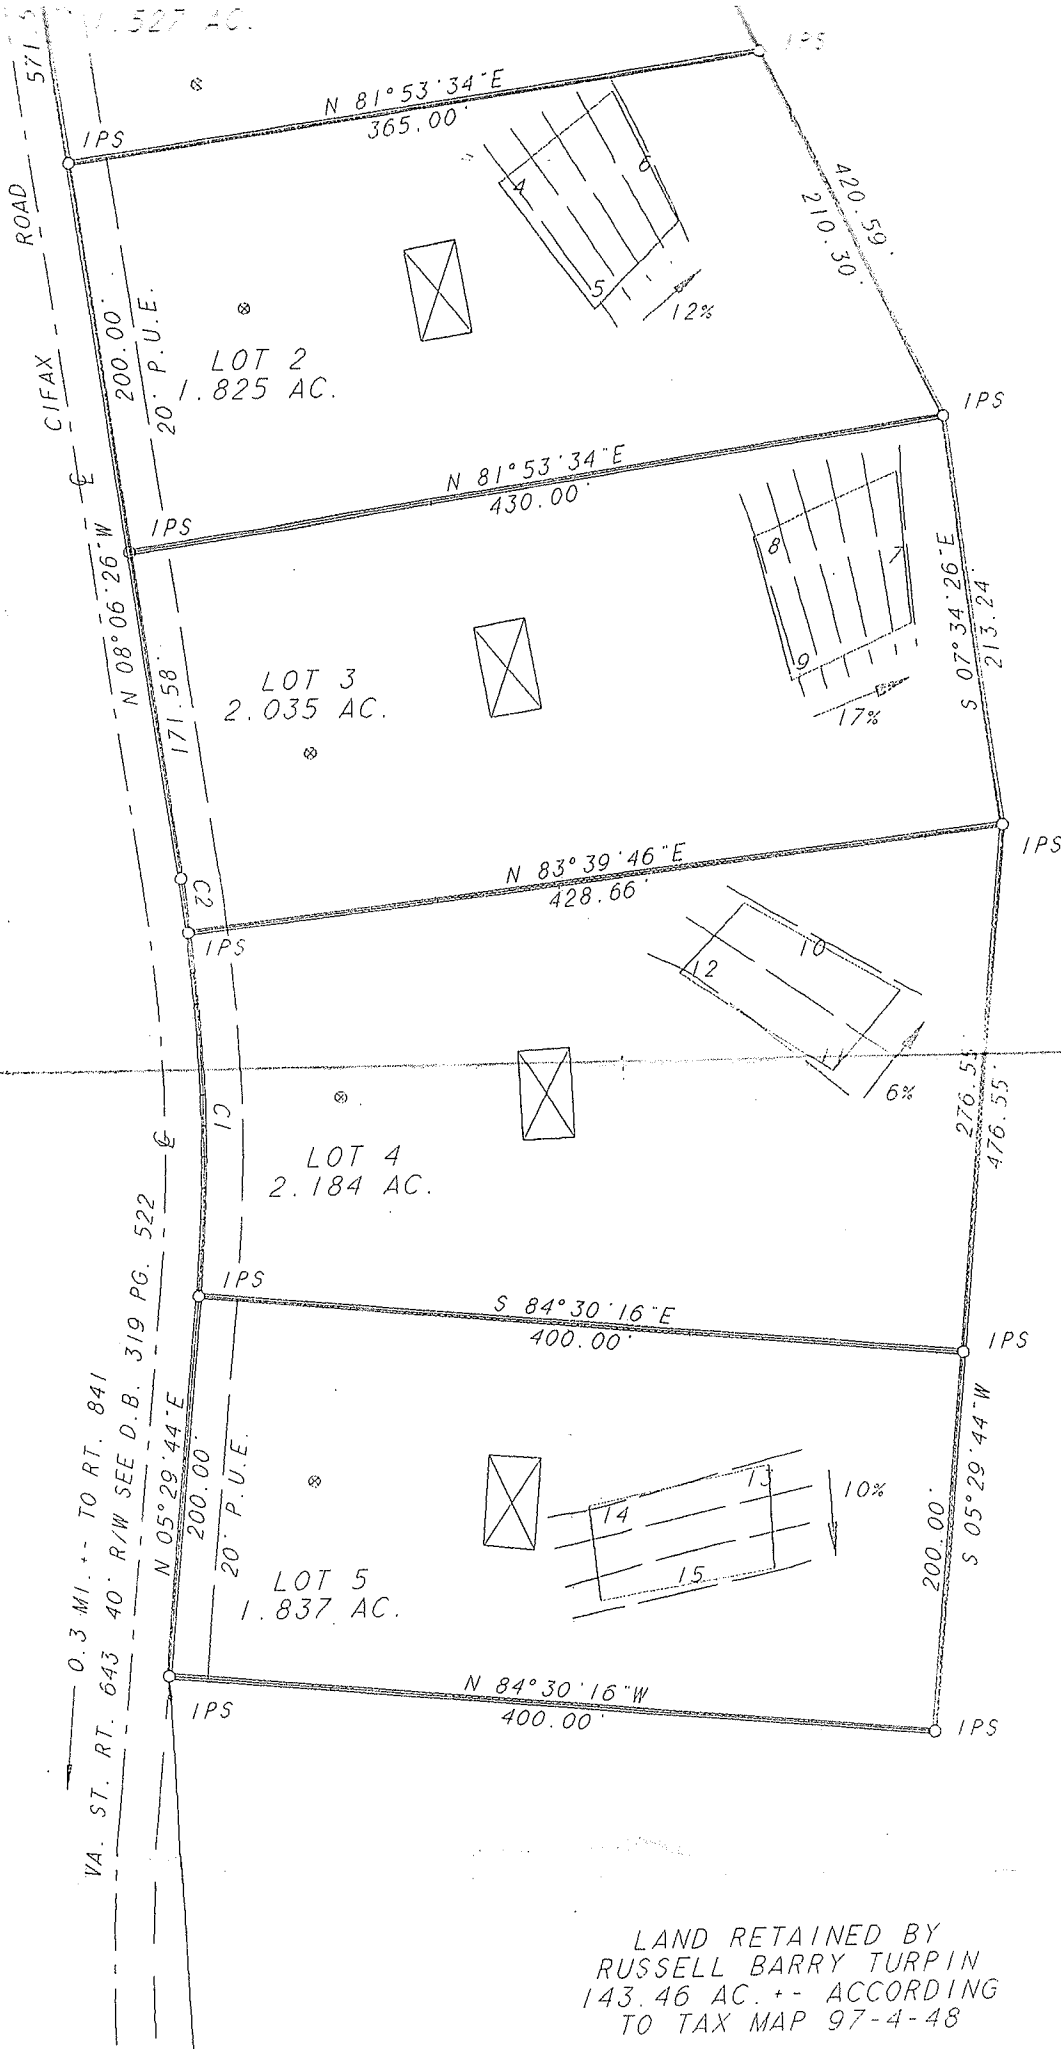 1.527 AC.
571.
IPS
N 81°53'34"E
365.00'
IPS
ROAD
4
6
5
12%
420.59'
210.30'
200.00'
20' P.U.E.
LOT 2
1.825 AC.
CIFAX
IPS
N 81°53'34"E
430.00'
IPS
N 08°06'26"W
171.58'
8
7
9
17%
S 07°34'26"E
213.24'
LOT 3
2.035 AC.
IPS
N 83°39'46"E
428.66'
C2
IPS
10
12
11
6%
276.55'
476.55'
C1
LOT 4
2.184 AC.
IPS
S 84°30'16"E
400.00'
IPS
N 05°29'44"E
200.00'
20' P.U.E.
13
14
15
10%
S 05°29'44"W
200.00'
LOT 5
1.837 AC.
0.3 MI. +- TO RT. 841
VA. ST. RT. 643 40' R/W SEE D.B. 319 PG. 522
N 84°30'16"W
400.00'
IPS
IPS
LAND RETAINED BY
RUSSELL BARRY TURPIN
143.46 AC. +- ACCORDING
TO TAX MAP 97-4-48